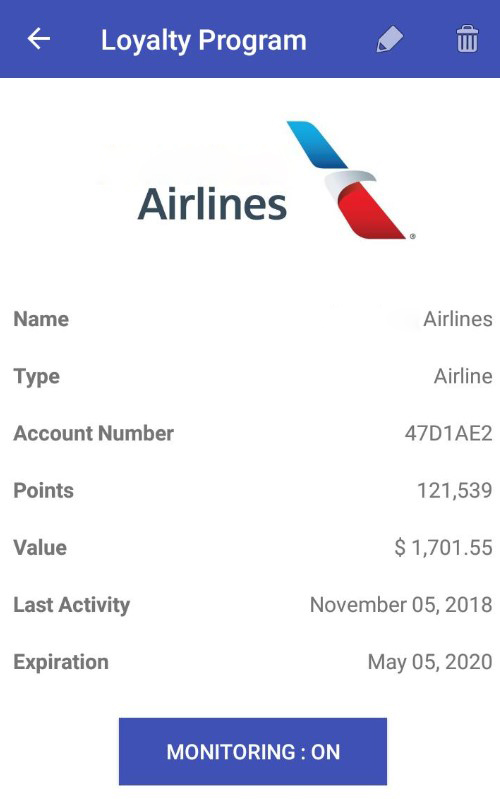 Loyalty Program
Airlines
®
Name Airlines
Type Airline
Account Number 47D1AE2
Points 121,539
Value $ 1,701.55
Last Activity November 05, 2018
Expiration May 05, 2020
MONITORING : ON